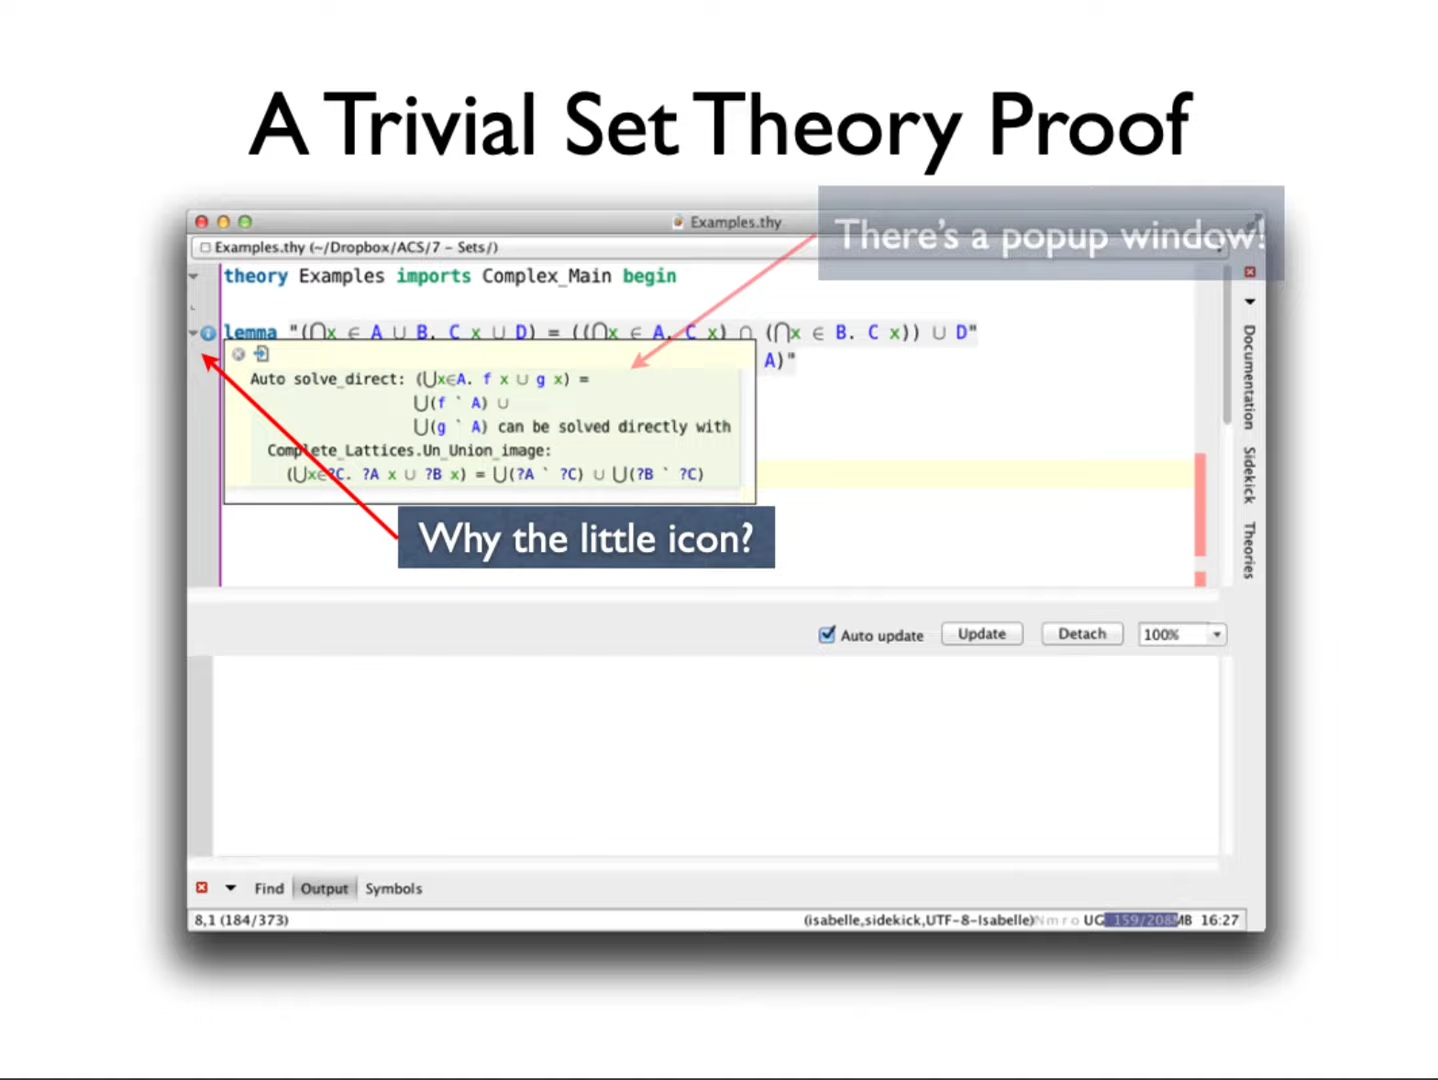 A Trivial Set Theory Proof
There's a popup window!
Examples.thy
Examples.thy (~/Dropbox/ACS/7 - Sets/)
theory Examples imports Complex_Main begin
lemma "(⋂x ∈ A ∪ B. C x ∪ D) = ((⋂x ∈ A. C x) ∩ (⋂x ∈ B. C x)) ∪ D"
A)"
Auto solve_direct: (⋃x∈A. f x ∪ g x) =
⋃(f ` A) ∪
⋃(g ` A) can be solved directly with
Complete_Lattices.Un_Union_image:
(⋃x∈?C. ?A x ∪ ?B x) = ⋃(?A ` ?C) ∪ ⋃(?B ` ?C)
Why the little icon?
Documentation
Sidekick
Theories
Auto update Update Detach 100%
Find Output Symbols
8,1 (184/373)
(isabelle,sidekick,UTF-8-Isabelle)N m r o UG 159/208MB 16:27